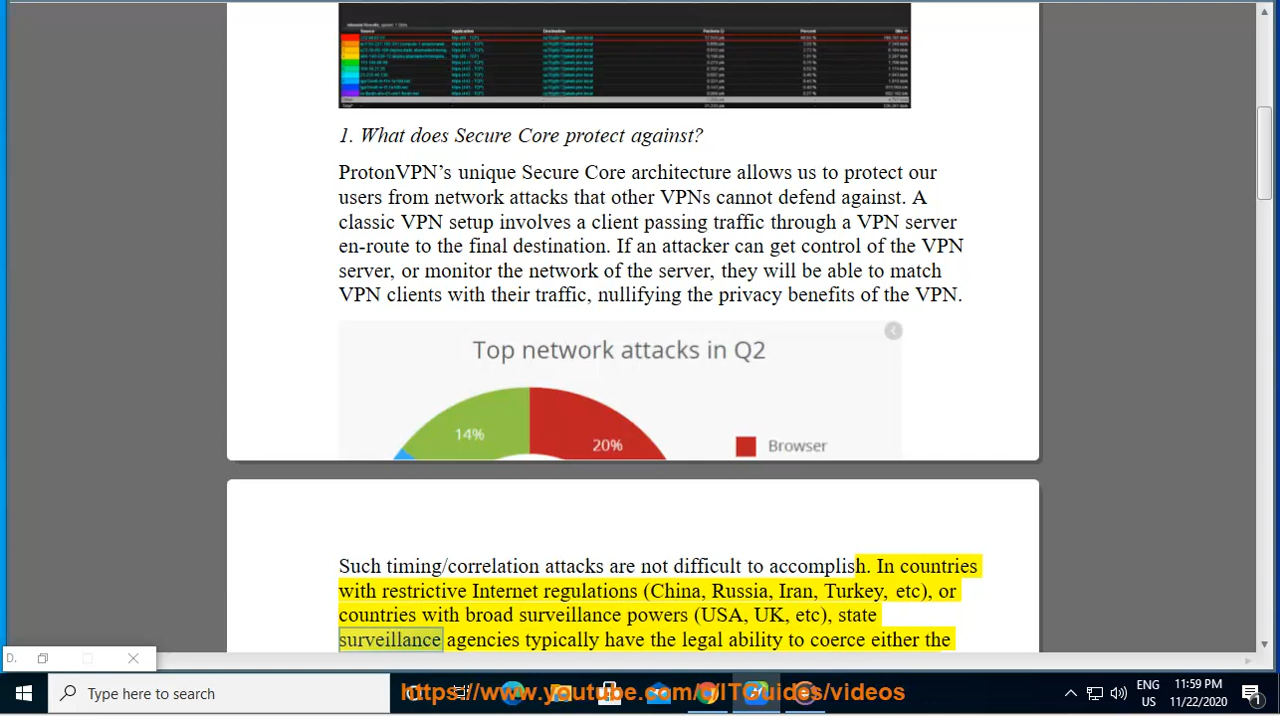 Source Application Destination Packets Percent
1. What does Secure Core protect against?
ProtonVPN’s unique Secure Core architecture allows us to protect our
users from network attacks that other VPNs cannot defend against. A
classic VPN setup involves a client passing traffic through a VPN server
en-route to the final destination. If an attacker can get control of the VPN
server, or monitor the network of the server, they will be able to match
VPN clients with their traffic, nullifying the privacy benefits of the VPN.
Top network attacks in Q2
14%
20%
Browser
Such timing/correlation attacks are not difficult to accomplish. In countries
with restrictive Internet regulations (China, Russia, Iran, Turkey, etc), or
countries with broad surveillance powers (USA, UK, etc), state
surveillance agencies typically have the legal ability to coerce either the
D.
Type here to search
https://www.youtube.com/c/ITGuides/videos
ENG
US
11:59 PM
11/22/2020
1